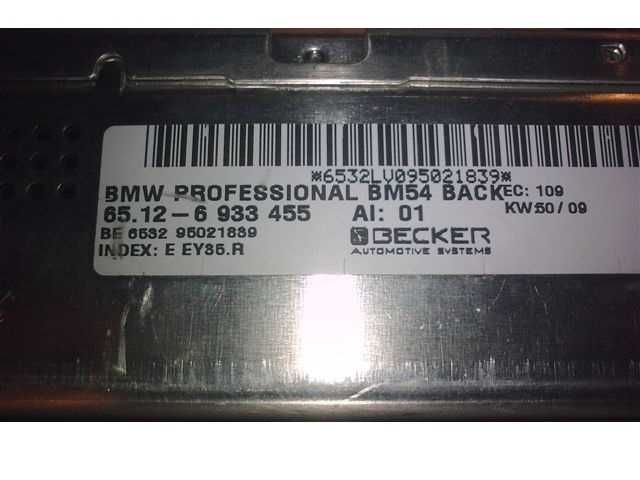 *6532LV095021839*
BMW PROFESSIONAL BM54 BACK EC: 109
65.12-6 933 455 AI: 01 KW50/09
BE 6532 95021839 BECKER
INDEX: E EY35.R AUTOMOTIVE SYSTEMS